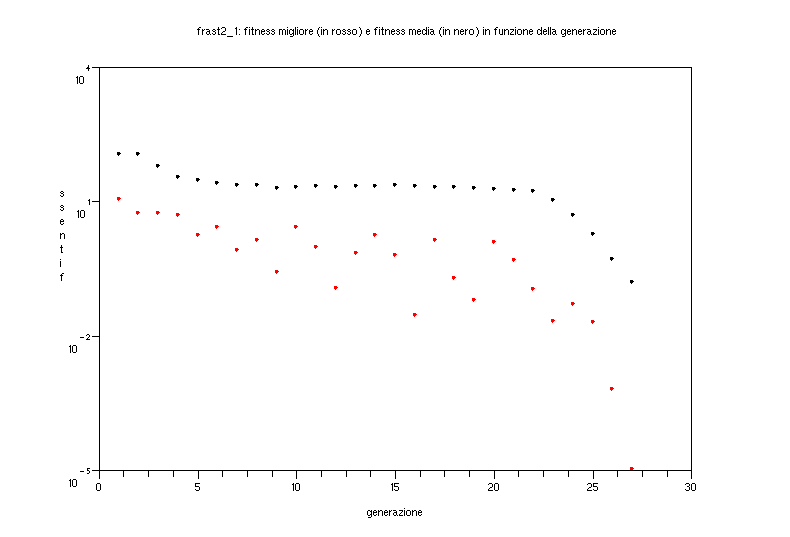 frast2_1: fitness migliore (in rosso) e fitness media (in nero) in funzione della generazione
4
10
1
10
-2
10
-5
10
fitness
0 5 10 15 20 25 30
generazione